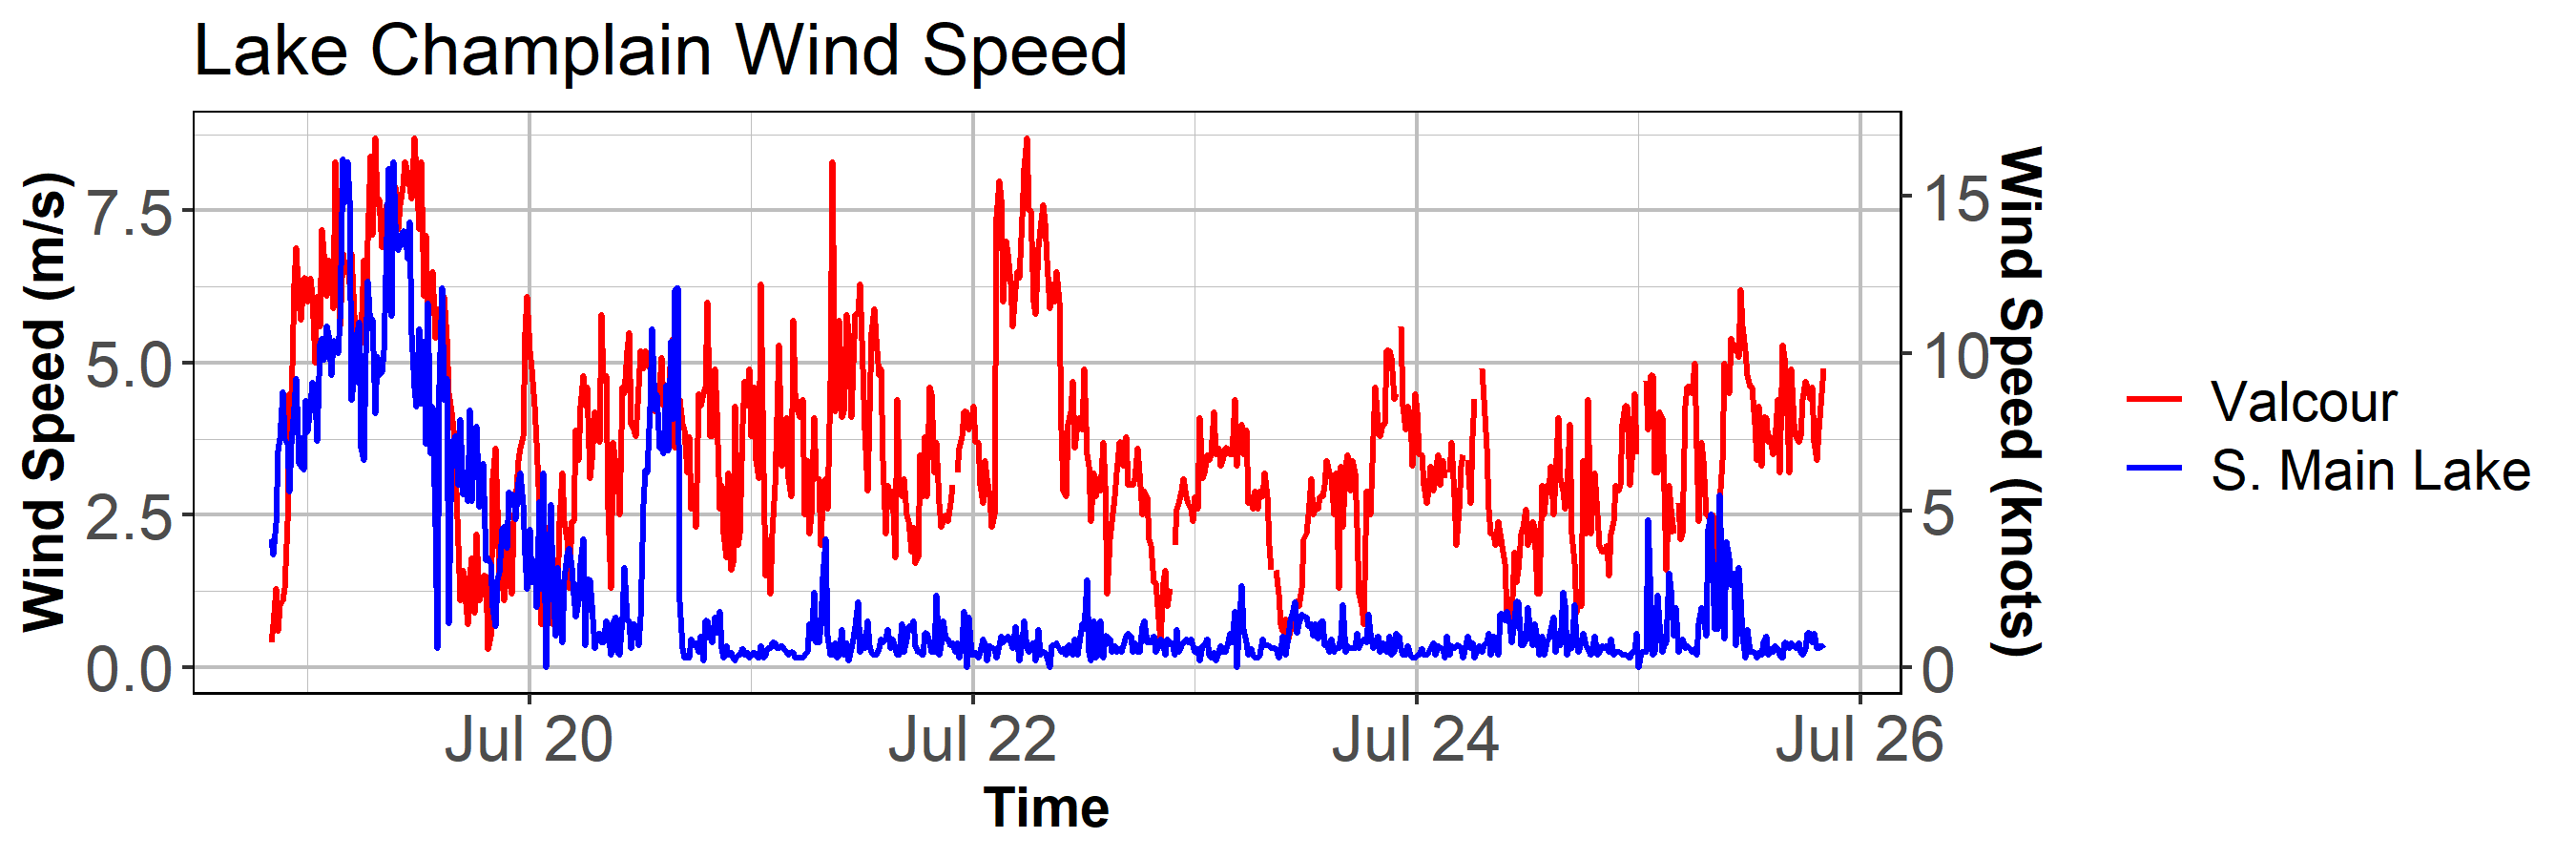 Lake Champlain Wind Speed
Wind Speed (m/s)
7.5
5.0
2.5
0.0
15
10
5
0
Wind Speed (knots)
Jul 20
Jul 22
Jul 24
Jul 26
Time
Valcour
S. Main Lake